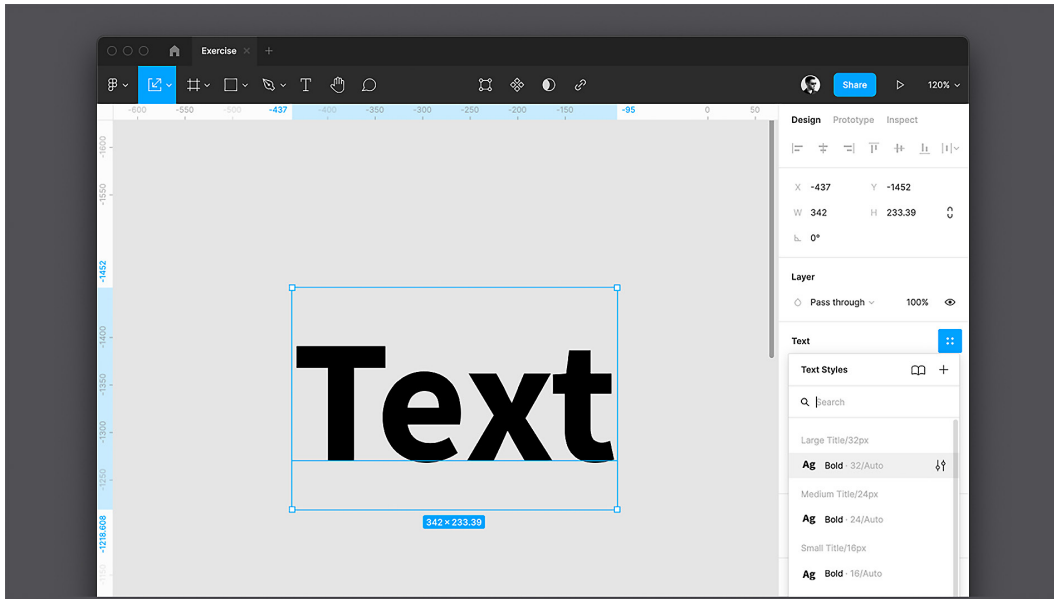 Exercise
Share
120%
-600 -550 -500 -437 -400 -350 -300 -250 -200 -150 -95 0 50
Design Prototype Inspect
-1600
-1550
X -437 Y -1452
W 342 H 233.39
0°
-1452
Layer
Pass through 100%
-1400
Text
Text
Text Styles
-1350
Search
-1300
Large Title/32px
Ag Bold · 32/Auto
-1250
Medium Title/24px
Ag Bold · 24/Auto
342 × 233.39
-1218.608
Small Title/16px
Ag Bold · 16/Auto
-1150